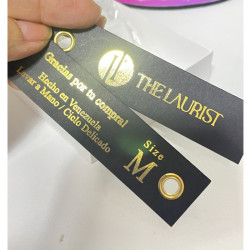 THE LAURIST
Gracias por tu compra!
Hecho en Venezuela
Lavar a Mano / Ciclo Delicado
Size
M